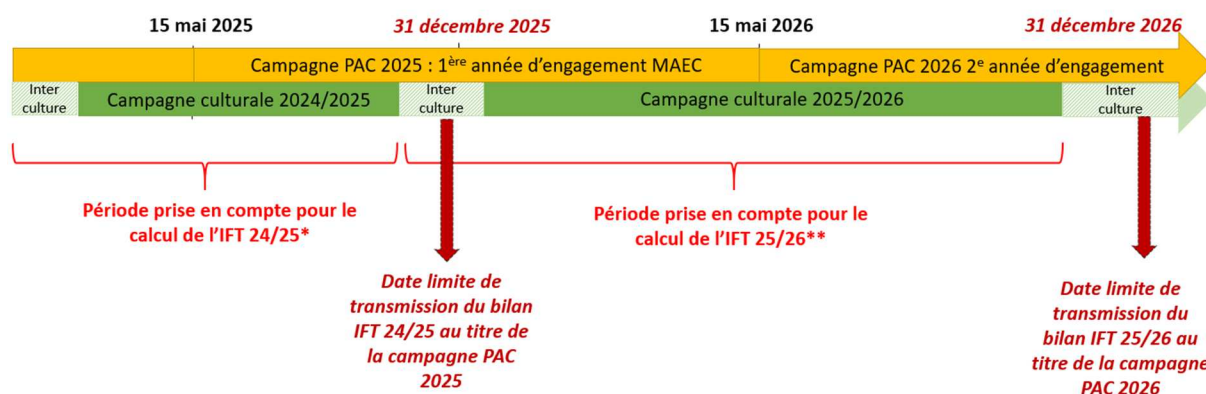 15 mai 2025
31 décembre 2025
15 mai 2026
31 décembre 2026
Campagne PAC 2025 : 1ère année d’engagement MAEC
Campagne PAC 2026 2e année d’engagement
Inter
culture
Campagne culturale 2024/2025
Inter
culture
Campagne culturale 2025/2026
Inter
culture
Période prise en compte pour le
calcul de l’IFT 24/25*
Période prise en compte pour le
calcul de l’IFT 25/26**
Date limite de
transmission du bilan
IFT 24/25 au titre de
la campagne PAC
2025
Date limite de
transmission du
bilan IFT 25/26 au
titre de la campagne
PAC 2026